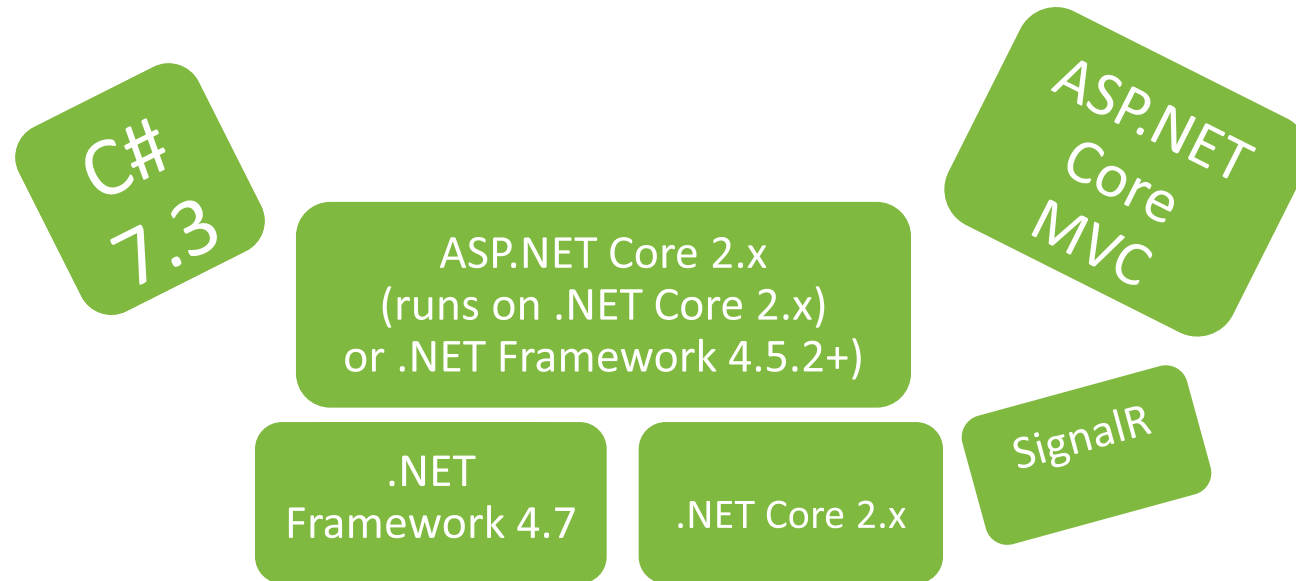 C#
7.3
ASP.NET
Core
MVC
ASP.NET Core 2.x
(runs on .NET Core 2.x)
or .NET Framework 4.5.2+)
SignalR
.NET
Framework 4.7
.NET Core 2.x